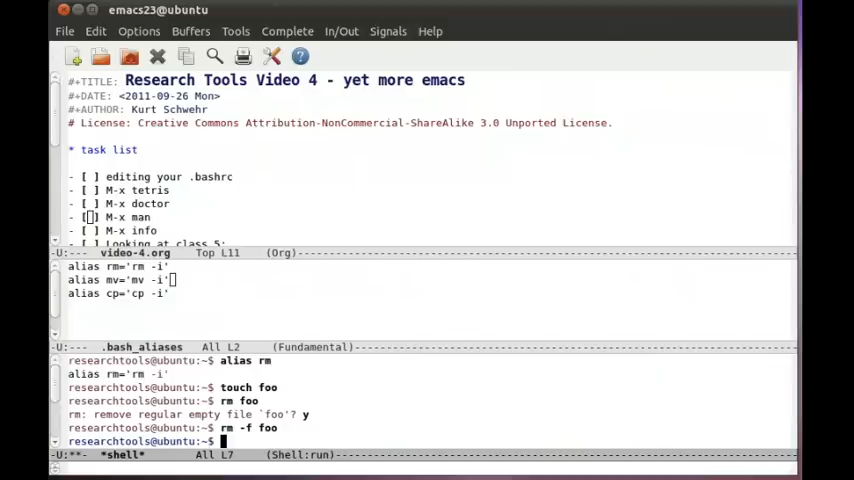 emacs23@ubuntu
File Edit Options Buffers Tools Complete In/Out Signals Help
#+TITLE: Research Tools Video 4 - yet more emacs
#+DATE: <2011-09-26 Mon>
#+AUTHOR: Kurt Schwehr
# License: Creative Commons Attribution-NonCommercial-ShareAlike 3.0 Unported License.
* task list
- [ ] editing your .bashrc
- [ ] M-x tetris
- [ ] M-x doctor
- [ ] M-x man
- [ ] M-x info
- [ ] Looking at class 5:
-U:--- video-4.org Top L11 (Org)
alias rm='rm -i'
alias mv='mv -i'
alias cp='cp -i'
-U:--- .bash_aliases All L2 (Fundamental)
researchtools@ubuntu:~$ alias rm
alias rm='rm -i'
researchtools@ubuntu:~$ touch foo
researchtools@ubuntu:~$ rm foo
rm: remove regular empty file `foo'? y
researchtools@ubuntu:~$ rm -f foo
researchtools@ubuntu:~$
-U:**- *shell* All L7 (Shell:run)